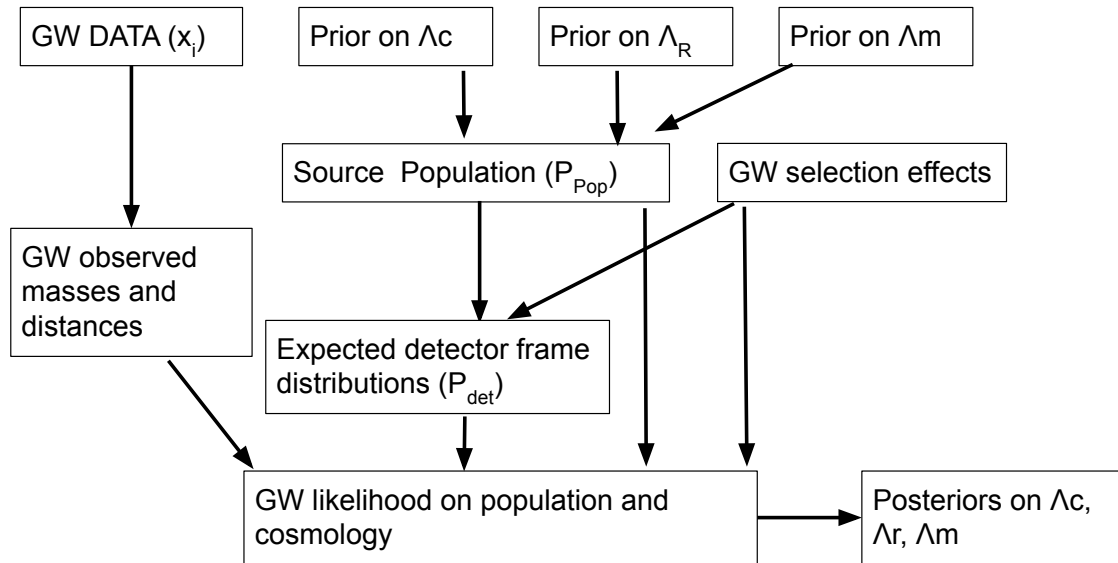 GW DATA (x_i)
Prior on Λc
Prior on Λ_R
Prior on Λm
Source  Population (P_Pop)
GW selection effects
GW observed
masses and
distances
Expected detector frame
distributions (P_det)
GW likelihood on population and
cosmology
Posteriors on Λc,
Λr, Λm